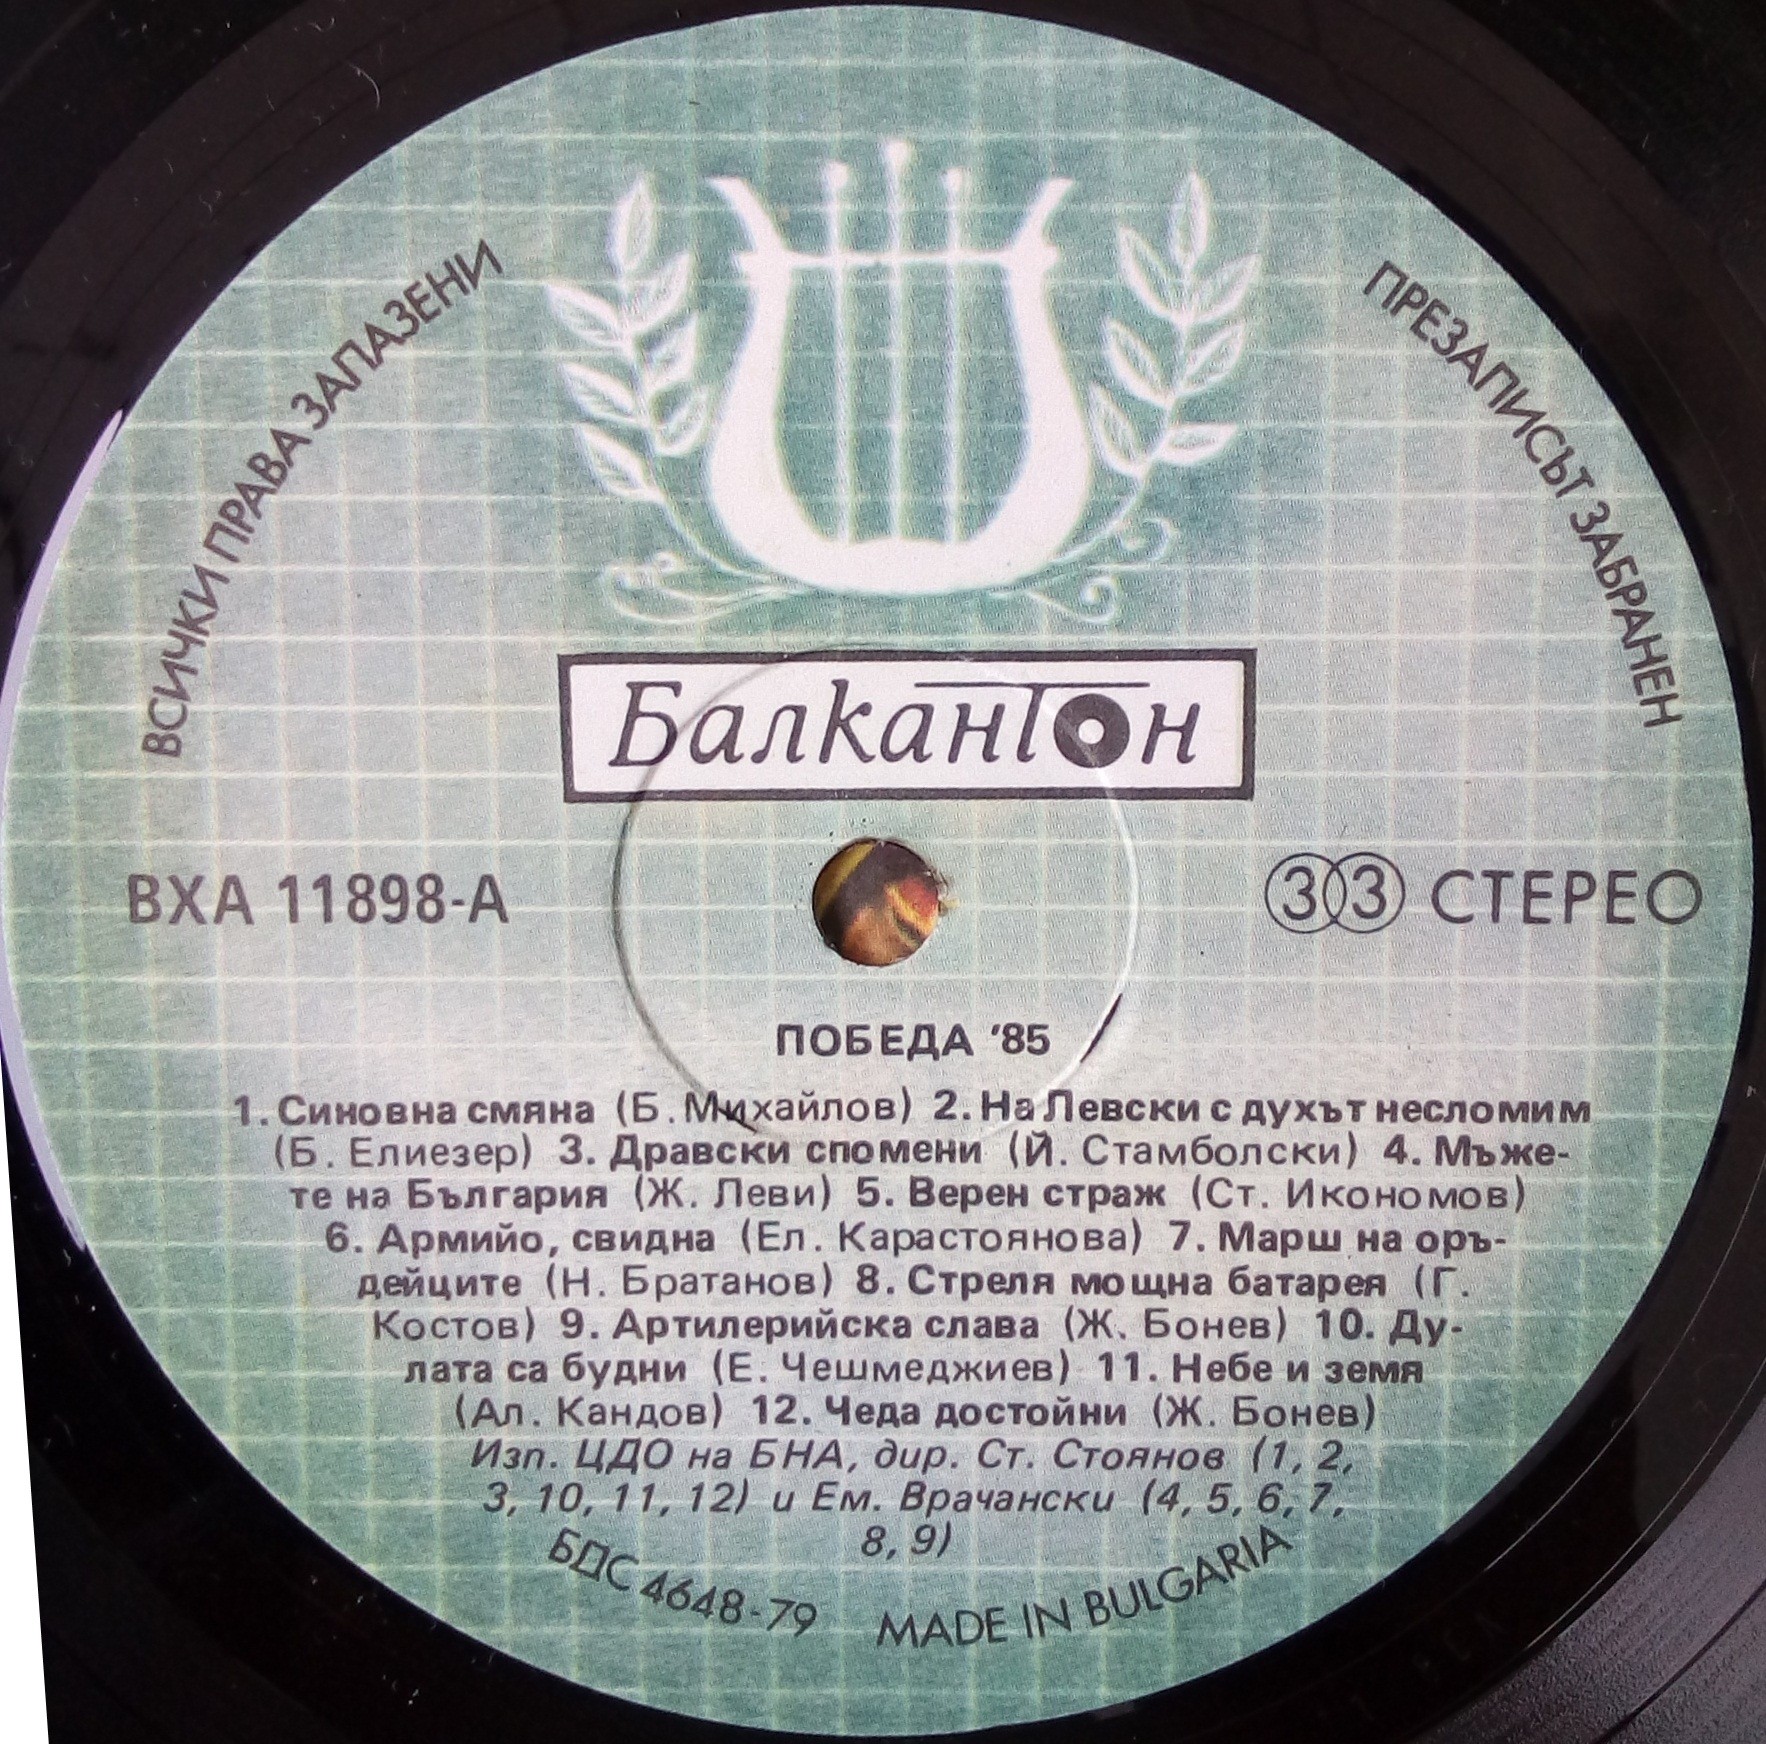 ВСИЧКИ ПРАВА ЗАПАЗЕНИ
ПРЕЗАПИСЪТ ЗАБРАНЕН
Балкантон
ВХА 11898-А
33 СТЕРЕО
ПОБЕДА '85
1. Синовна смяна (Б. Михайлов) 2. На Левски с духът несломим
(Б. Елиезер) 3. Дравски спомени (Й. Стамболски) 4. Мъже-
те на България (Ж. Леви) 5. Верен страж (Ст. Икономов)
6. Армийо, свидна (Ел. Карастоянова) 7. Марш на оръ-
дейците (Н. Братанов) 8. Стреля мощна батарея (Г.
Костов) 9. Артилерийска слава (Ж. Бонев) 10. Ду-
лата са будни (Е. Чешмеджиев) 11. Небе и земя
(Ал. Кандов) 12. Чеда достойни (Ж. Бонев)
Изп. ЦДО на БНА, дир. Ст. Стоянов (1, 2,
3, 10, 11, 12) и Ем. Врачански (4, 5, 6, 7,
8, 9)
БДС 4648-79
MADE IN BULGARIA